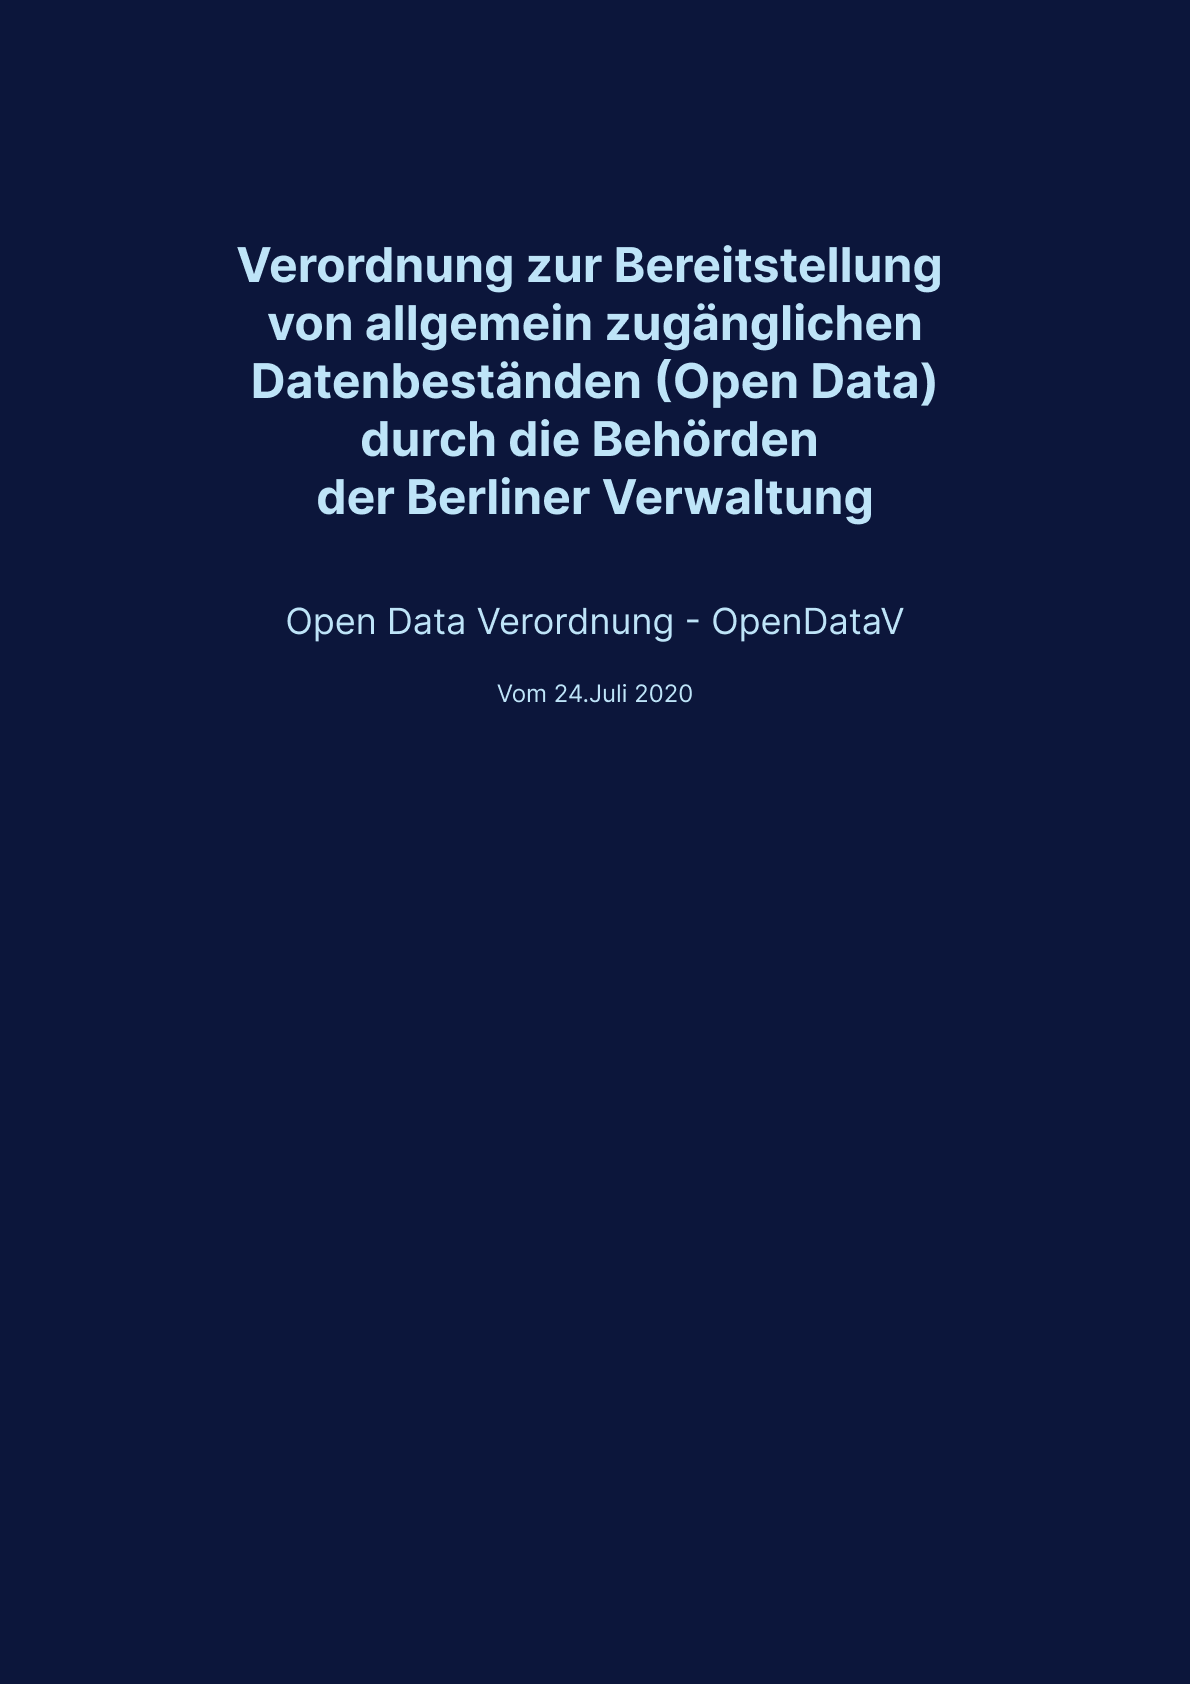 Verordnung zur Bereitstellung
von allgemein zugänglichen
Datenbeständen (Open Data)
durch die Behörden
der Berliner Verwaltung
Open Data Verordnung - OpenDataV
Vom 24.Juli 2020